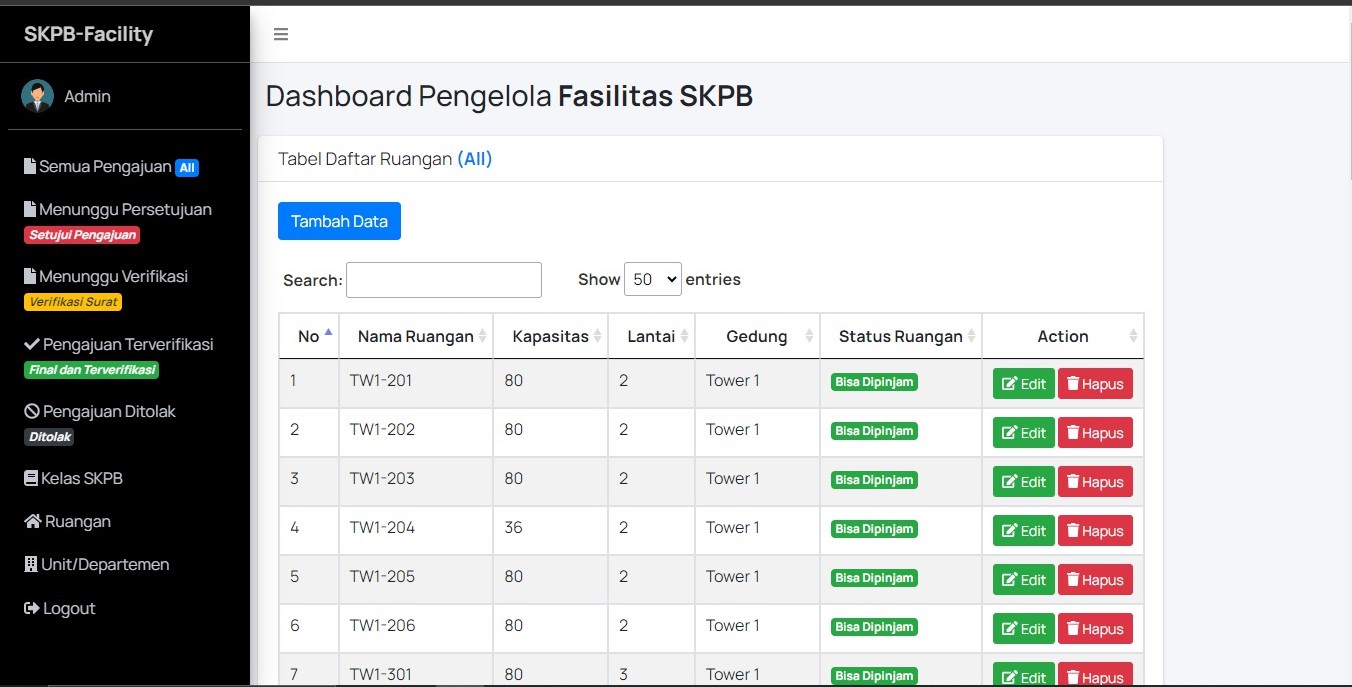 SKPB-Facility
Admin
Semua Pengajuan All
Menunggu Persetujuan
Setujui Pengajuan
Menunggu Verifikasi
Verifikasi Surat
Pengajuan Terverifikasi
Final dan Terverifikasi
Pengajuan Ditolak
Ditolak
Kelas SKPB
Ruangan
Unit/Departemen
Logout
Dashboard Pengelola Fasilitas SKPB
Tabel Daftar Ruangan (All)
Tambah Data
Search: Show 50 entries
No Nama Ruangan Kapasitas Lantai Gedung Status Ruangan Action
1 TW1-201 80 2 Tower 1 Bisa Dipinjam Edit Hapus
2 TW1-202 80 2 Tower 1 Bisa Dipinjam Edit Hapus
3 TW1-203 80 2 Tower 1 Bisa Dipinjam Edit Hapus
4 TW1-204 36 2 Tower 1 Bisa Dipinjam Edit Hapus
5 TW1-205 80 2 Tower 1 Bisa Dipinjam Edit Hapus
6 TW1-206 80 2 Tower 1 Bisa Dipinjam Edit Hapus
7 TW1-301 80 3 Tower 1 Bisa Dipinjam Edit Hapus